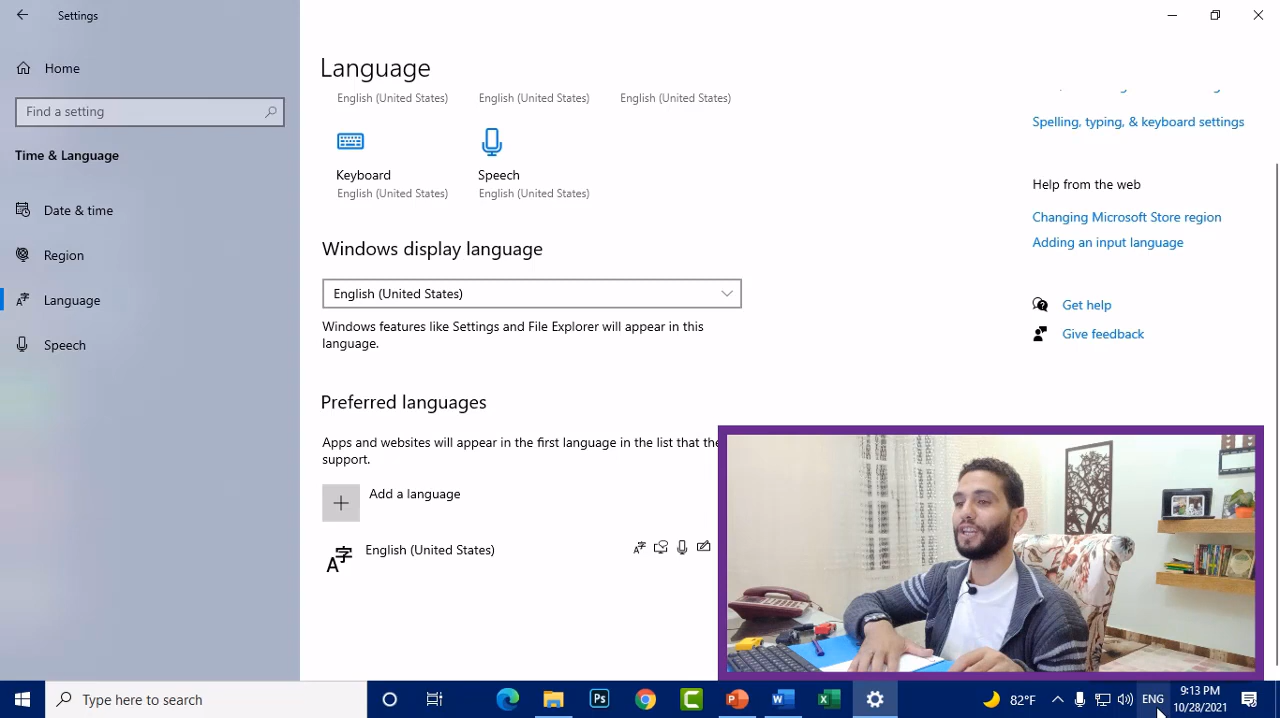 Settings
Home
Find a setting
Time & Language
Date & time
Region
Language
Speech
Language
English (United States) English (United States) English (United States)
Keyboard Speech
English (United States) English (United States)
Windows display language
English (United States)
Windows features like Settings and File Explorer will appear in this
language.
Preferred languages
Apps and websites will appear in the first language in the list that the
support.
Add a language
English (United States)
Spelling, typing, & keyboard settings
Help from the web
Changing Microsoft Store region
Adding an input language
Get help
Give feedback
Type here to search
Ps
82°F
ENG
9:13 PM
10/28/2021